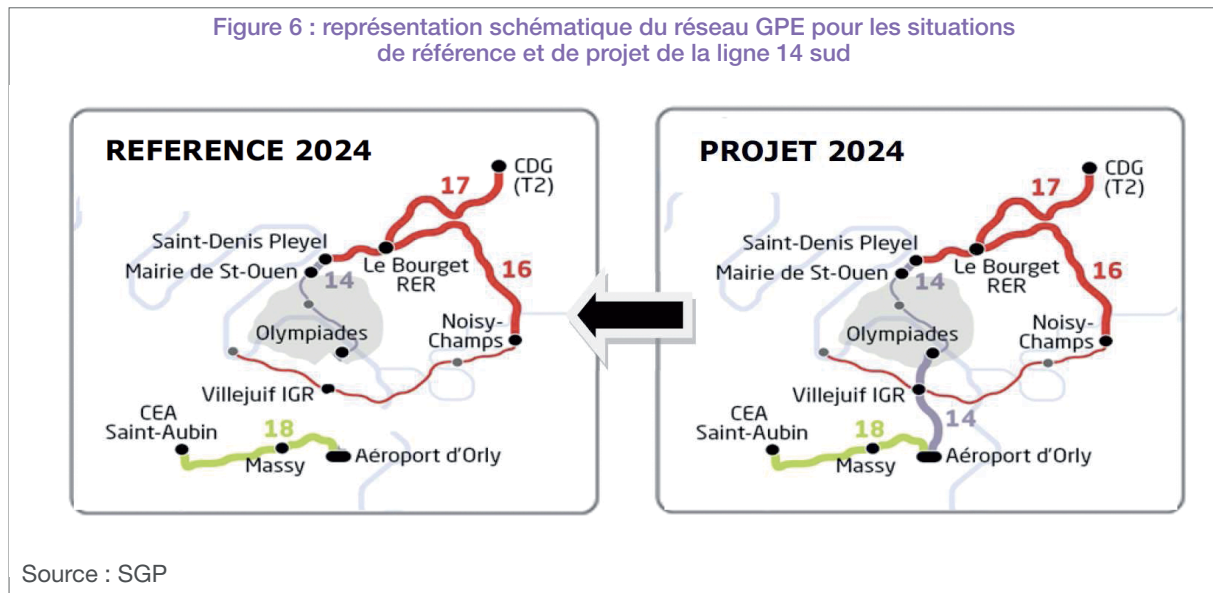 Figure 6 : représentation schématique du réseau GPE pour les situations
de référence et de projet de la ligne 14 sud
REFERENCE 2024
CDG
(T2)
17
Saint-Denis Pleyel
Mairie de St-Ouen
Le Bourget
RER
16
14
Olympiades
Noisy-
Champs
Villejuif IGR
CEA
Saint-Aubin
18
Massy
Aéroport d'Orly
PROJET 2024
CDG
(T2)
17
Saint-Denis Pleyel
Mairie de St-Ouen
Le Bourget
RER
16
14
Olympiades
Noisy-
Champs
Villejuif IGR
CEA
Saint-Aubin
18
14
Massy
Aéroport d'Orly
Source : SGP